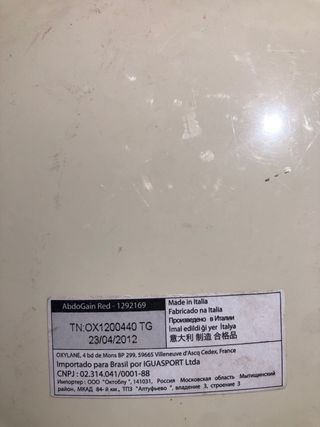 AbdoGain Red - 1292169
TN:OX1200440 TG
23/04/2012
Made in Italia
Fabricado na Italia
Произведено в Италии
İmal edildiği yer İtalya
意大利 制造 合格品
OXYLANE, 4 bd de Mons BP 299, 59665 Villeneuve d'Ascq Cedex, France
Importado para Brasil por IGUASPORT Ltda
CNPJ : 02.314.041/0001-88
Импортер : ООО "Октоблу", 141031, Россия Московская область Мытищинский
район, МКАД 84-й км., ТПЗ "Алтуфьево", владение 3, строение 3